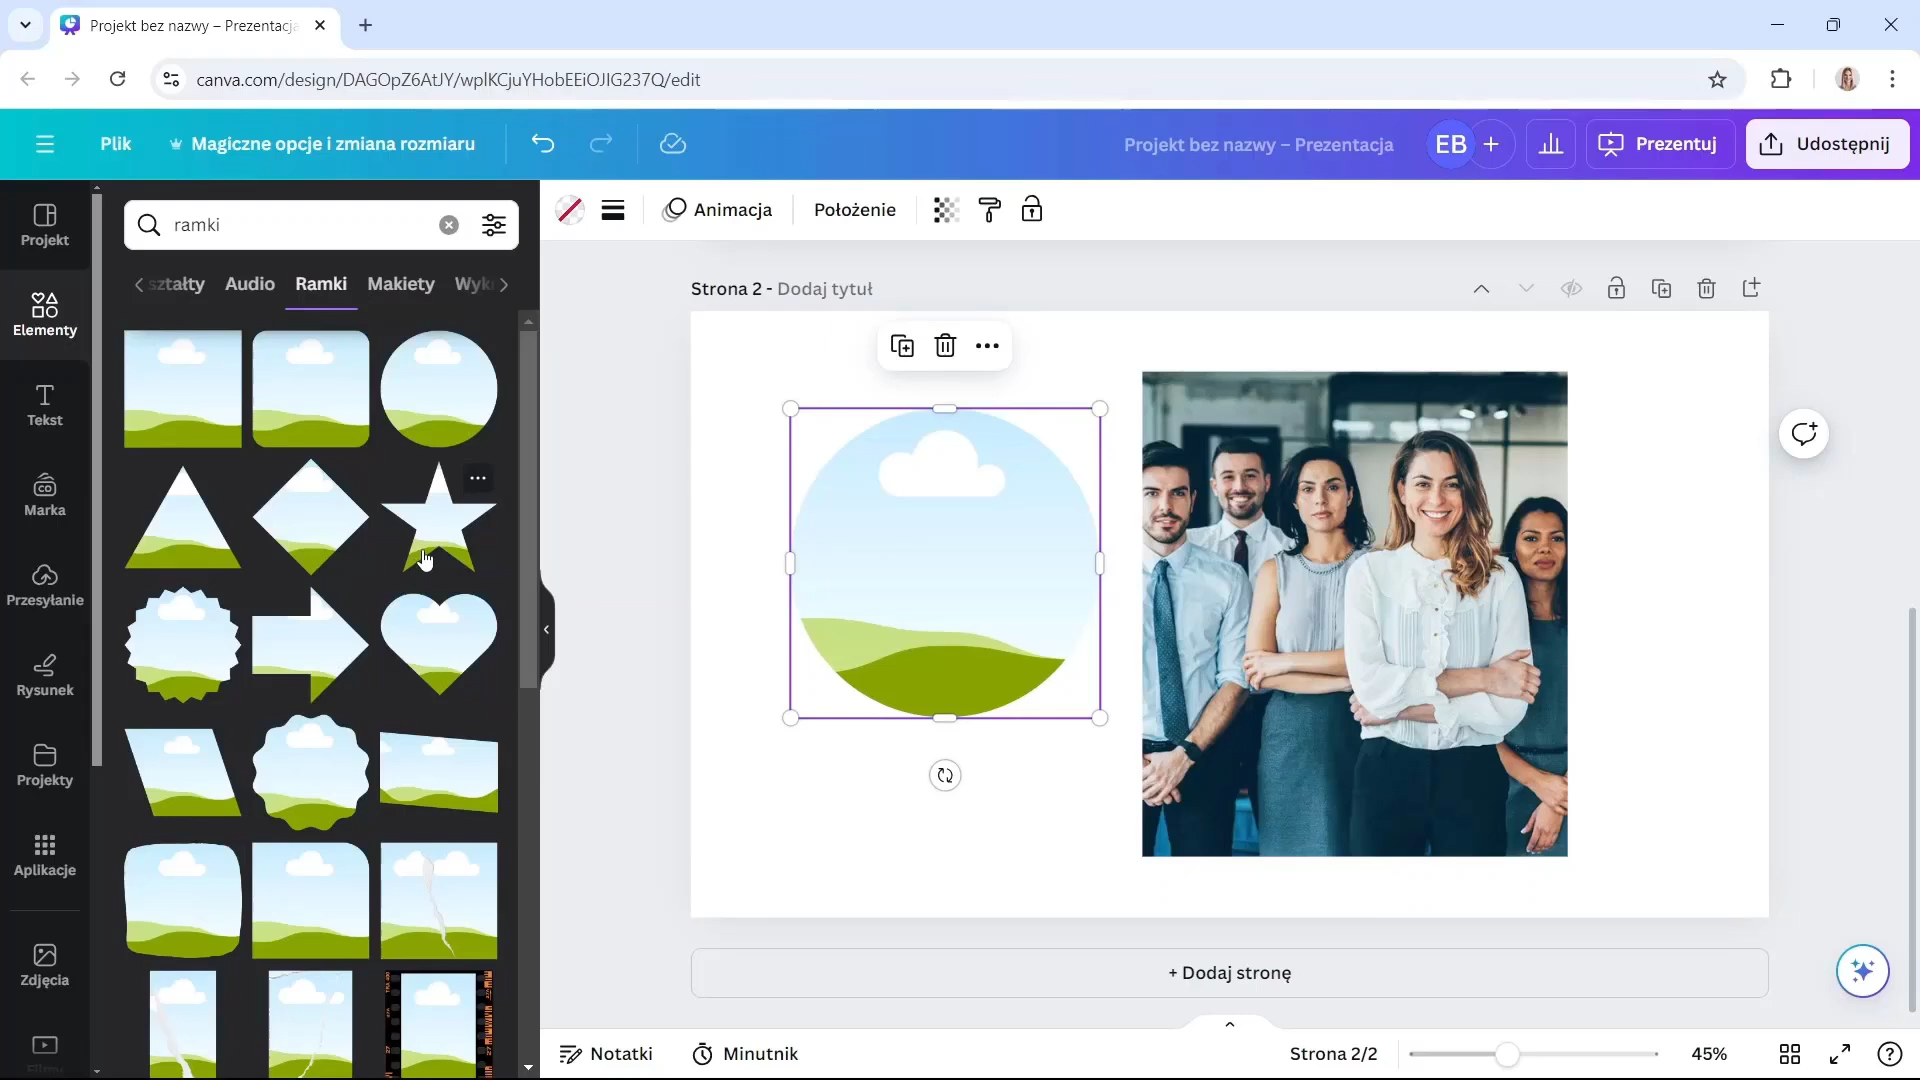 Projekt bez nazwy – Prezentacja
canva.com/design/DAGOpZ6AtJY/wplKCjuYHobEEiOJIG237Q/edit
Plik
Magiczne opcje i zmiana rozmiaru
Projekt bez nazwy – Prezentacja
EB
Prezentuj
Udostępnij
Projekt
Elementy
Tekst
Marka
Przesyłanie
Rysunek
Projekty
Aplikacje
Zdjęcia
Filmy
ramki
ształty
Audio
Ramki
Makiety
Wyk
Animacja
Położenie
Strona 2 - Dodaj tytuł
+ Dodaj stronę
Notatki
Minutnik
Strona 2/2
45%